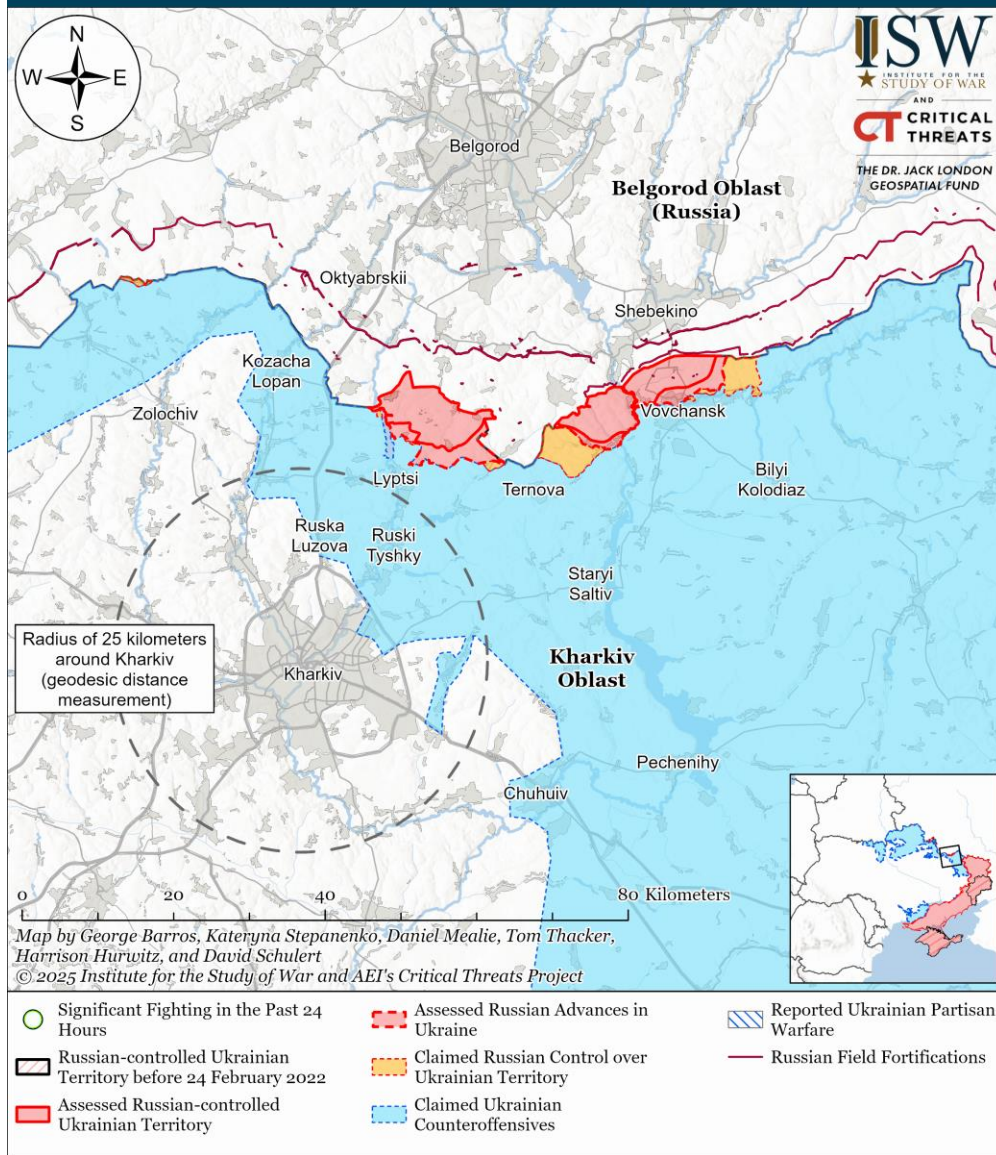 N
W
E
S
ISW
INSTITUTE FOR THE
STUDY OF WAR
AND
CT CRITICAL
THREATS
THE DR. JACK LONDON
GEOSPATIAL FUND
Belgorod
Belgorod Oblast
(Russia)
Oktyabrskii
Shebekino
Kozacha
Lopan
Zolochiv
Vovchansk
Lyptsi
Ternova
Bilyi
Kolodiaz
Ruska
Luzova
Ruski
Tyshky
Staryi
Saltiv
Radius of 25 kilometers
around Kharkiv
(geodesic distance
measurement)
Kharkiv
Kharkiv
Oblast
Pechenihy
Chuhuiv
0 20 40 80 Kilometers
Map by George Barros, Kateryna Stepanenko, Daniel Mealie, Tom Thacker,
Harrison Hurwitz, and David Schulert
© 2025 Institute for the Study of War and AEI's Critical Threats Project
Significant Fighting in the Past 24
Hours
Russian-controlled Ukrainian
Territory before 24 February 2022
Assessed Russian-controlled
Ukrainian Territory
Assessed Russian Advances in
Ukraine
Claimed Russian Control over
Ukrainian Territory
Claimed Ukrainian
Counteroffensives
Reported Ukrainian Partisan
Warfare
Russian Field Fortifications